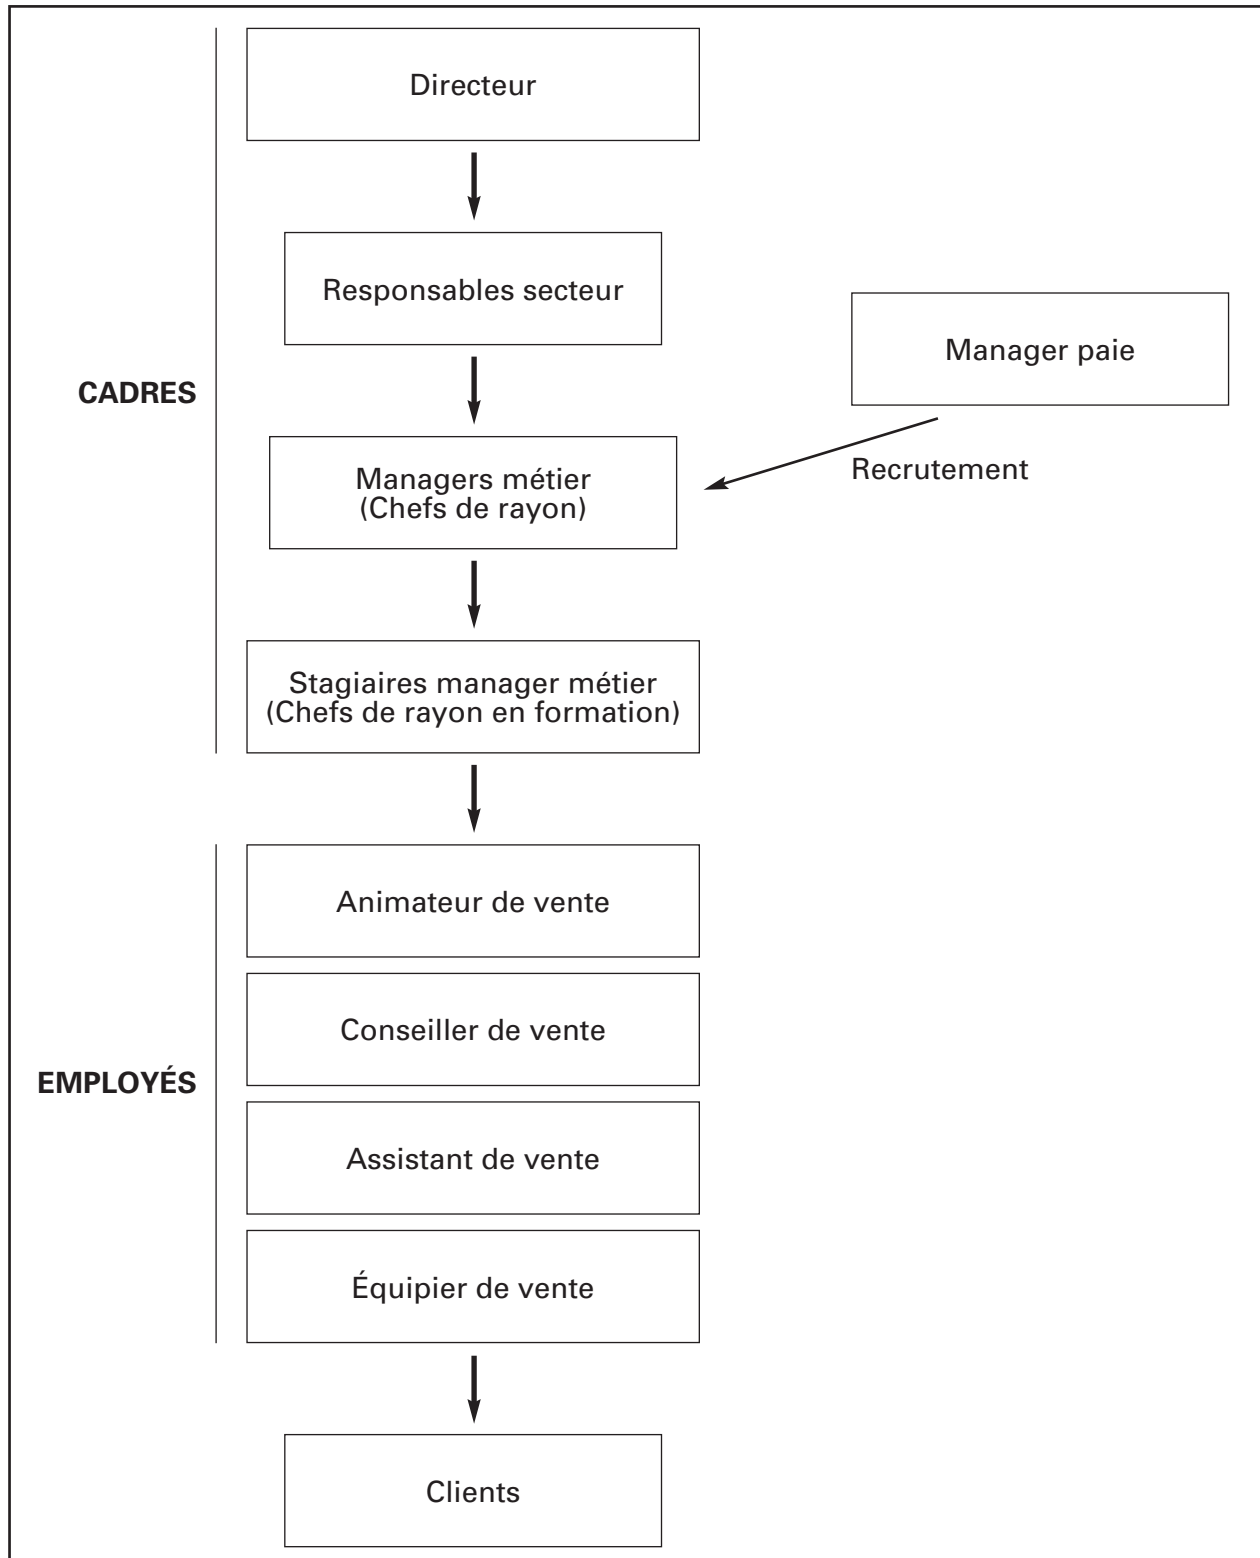 Directeur
Responsables secteur
Manager paie
CADRES
Recrutement
Managers métier
(Chefs de rayon)
Stagiaires manager métier
(Chefs de rayon en formation)
Animateur de vente
Conseiller de vente
EMPLOYÉS
Assistant de vente
Équipier de vente
Clients